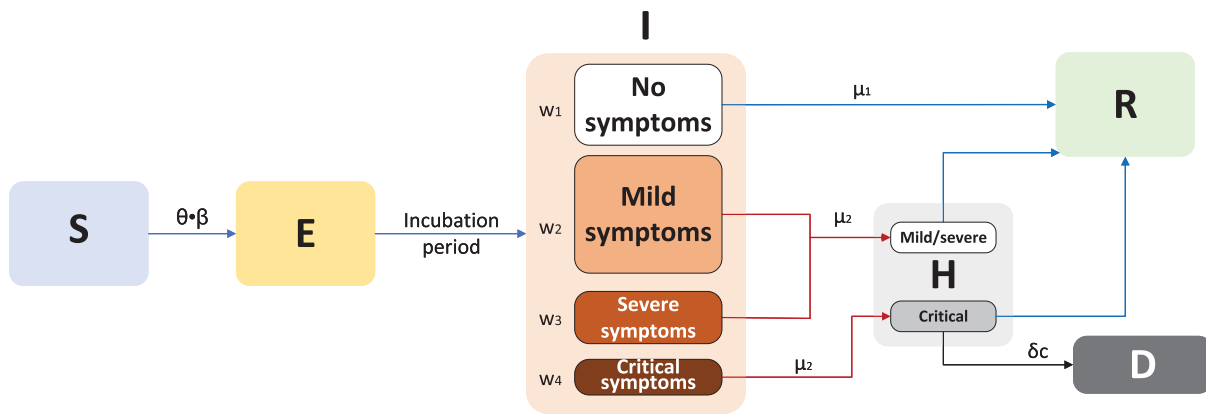 I
W1
No
symptoms
μ1
R
S
θ•β
E
Incubation
period
W2
Mild
symptoms
μ2
Mild/severe
H
W3
Severe
symptoms
Critical
W4
Critical
symptoms
μ2
δc
D